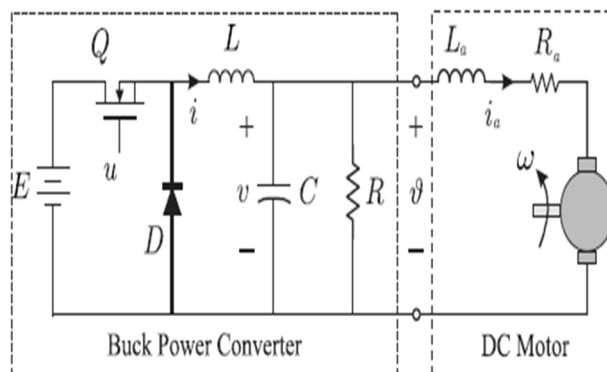 Q
L
L_a
R_a
i
i_a
+
+
u
ω
E
v
C
R
ϑ
D
−
−
Buck Power Converter
DC Motor